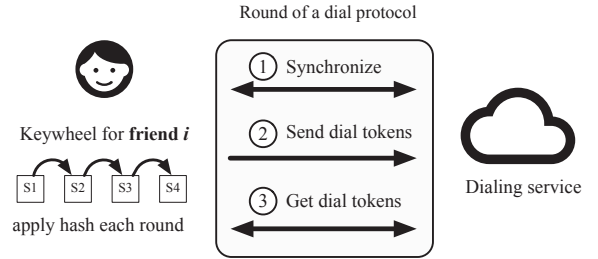 Round of a dial protocol
1 Synchronize
Keywheel for friend i
2 Send dial tokens
S1 S2 S3 S4
Dialing service
3 Get dial tokens
apply hash each round